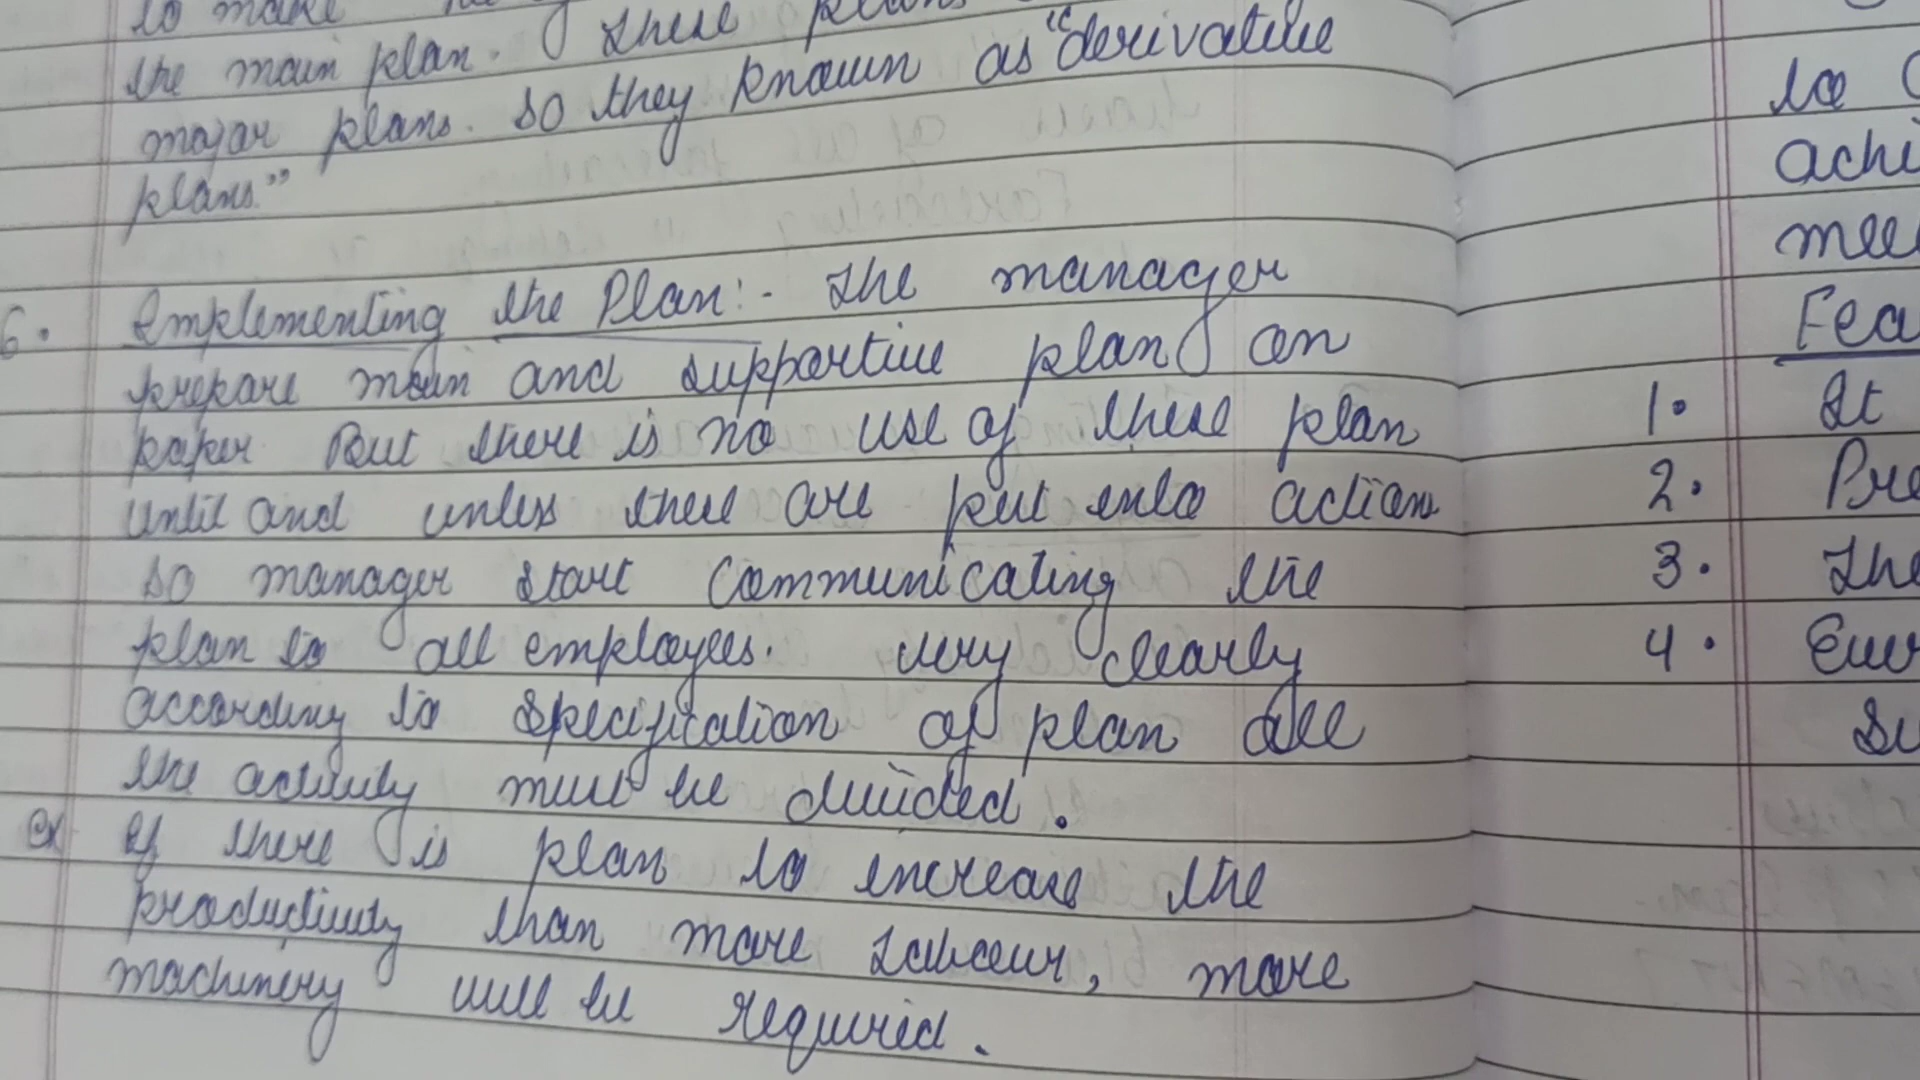 to make
the main plan. these
major plans. so they known as "derivative
plans."
6. Implementing the Plan:- The manager
prepare main and supportive plan on
paper But there is no use of these plan
until and unless these are put into action
so manager start communicating the
plan to all employees. very clearly
according to specification of plan all
the activity must be divided.
ex If there is plan to increase the
productivity than more Labour, more
machinery will be required.
to
achi
mee
Fea
1. It
2. Pre
3. The
4. Eve
su